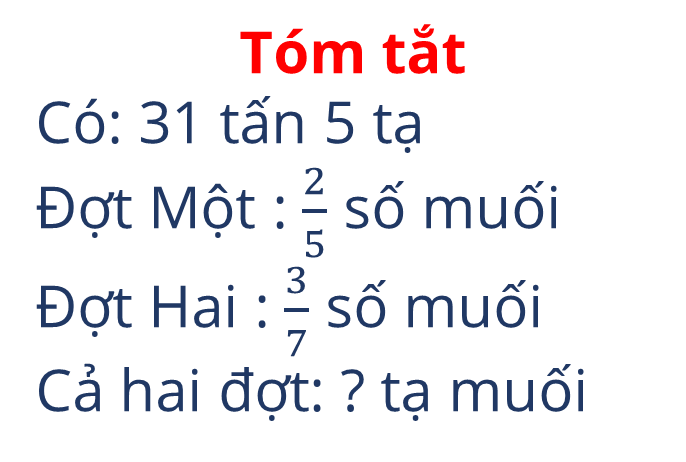 Tóm tắt
Có: 31 tấn 5 tạ
Đợt Một : 2/5 số muối
Đợt Hai : 3/7 số muối
Cả hai đợt: ? tạ muối